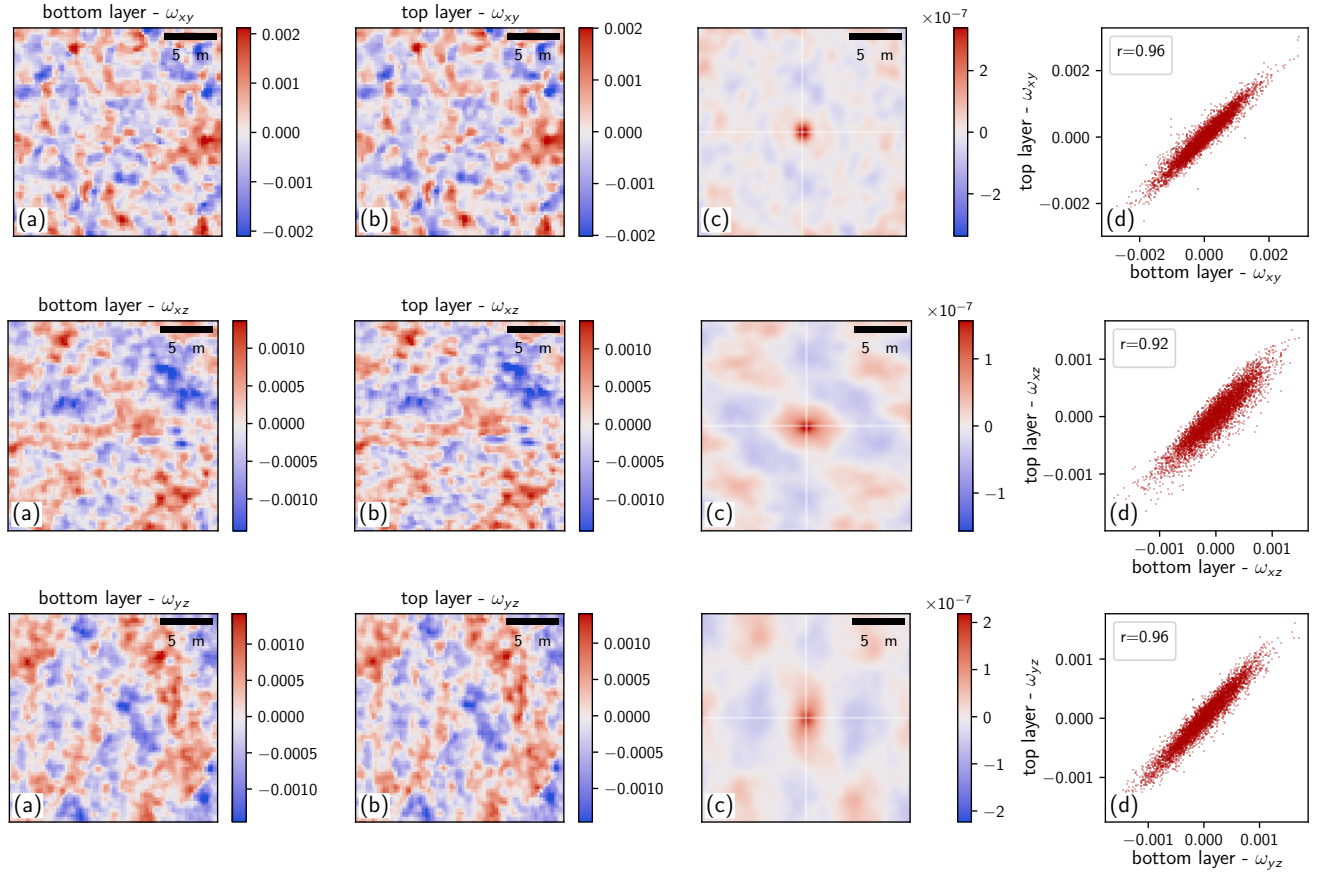 bottom layer - ω_xy
top layer - ω_xy
×10⁻⁷
5 m
5 m
5 m
0.002
0.001
0.000
−0.001
−0.002
0.002
0.001
0.000
−0.001
−0.002
2
0
−2
top layer - ω_xy
0.002
0.000
−0.002
r=0.96
(a)
(b)
(c)
(d)
−0.002 0.000 0.002
bottom layer - ω_xy
bottom layer - ω_xz
top layer - ω_xz
×10⁻⁷
5 m
5 m
5 m
0.0010
0.0005
0.0000
−0.0005
−0.0010
0.0010
0.0005
0.0000
−0.0005
−0.0010
1
0
−1
top layer - ω_xz
0.001
0.000
−0.001
r=0.92
(a)
(b)
(c)
(d)
−0.001 0.000 0.001
bottom layer - ω_xz
bottom layer - ω_yz
top layer - ω_yz
×10⁻⁷
5 m
5 m
5 m
0.0010
0.0005
0.0000
−0.0005
−0.0010
0.0010
0.0005
0.0000
−0.0005
−0.0010
2
1
0
−1
−2
top layer - ω_yz
0.001
0.000
−0.001
r=0.96
(a)
(b)
(c)
(d)
−0.001 0.000 0.001
bottom layer - ω_yz